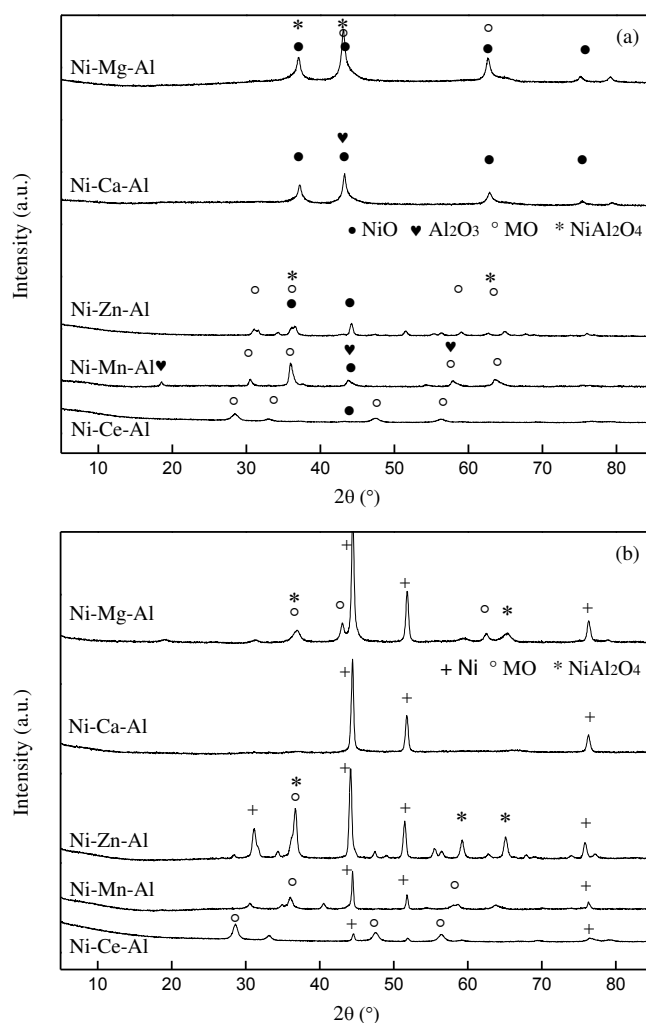 (a)
Ni-Mg-Al
Ni-Ca-Al
● NiO ♥ Al2O3 ○ MO * NiAl2O4
Ni-Zn-Al
Ni-Mn-Al
Ni-Ce-Al
Intensity (a.u.)
10 20 30 40 50 60 70 80
2θ (°)
(b)
Ni-Mg-Al
+ Ni ○ MO * NiAl2O4
Ni-Ca-Al
Ni-Zn-Al
Ni-Mn-Al
Ni-Ce-Al
Intensity (a.u.)
10 20 30 40 50 60 70 80
2θ (°)